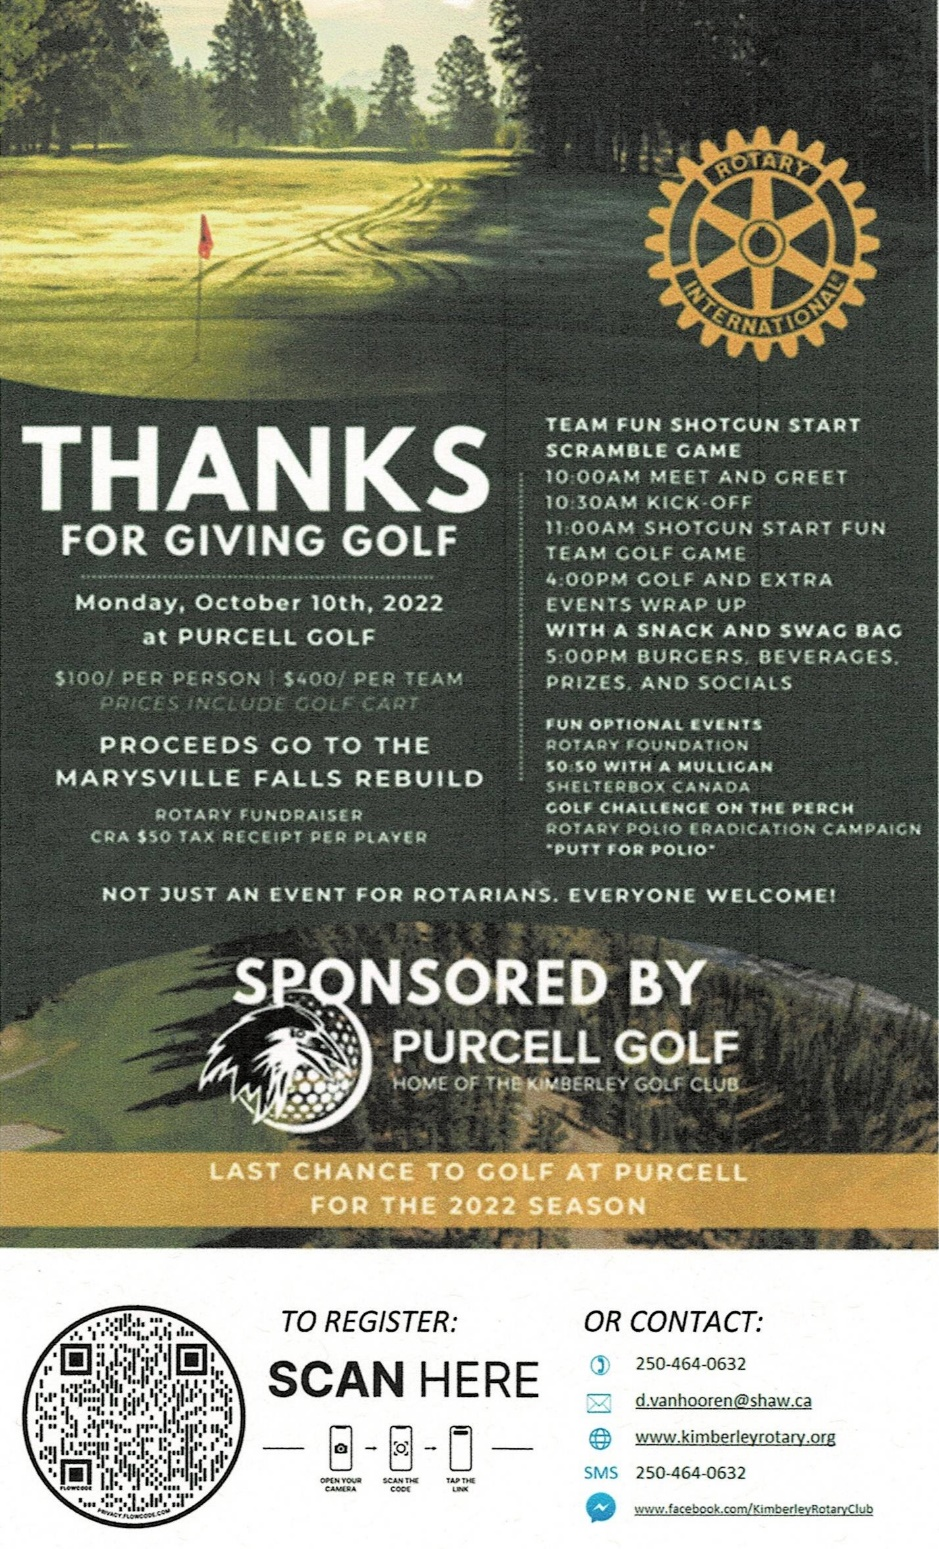 ROTARY
INTERNATIONAL
THANKS
FOR GIVING GOLF
Monday, October 10th, 2022
at PURCELL GOLF
$100/ PER PERSON | $400/ PER TEAM
PRICES INCLUDE GOLF CART
PROCEEDS GO TO THE
MARYSVILLE FALLS REBUILD
ROTARY FUNDRAISER
CRA $50 TAX RECEIPT PER PLAYER
TEAM FUN SHOTGUN START
SCRAMBLE GAME
10:00AM MEET AND GREET
10:30AM KICK-OFF
11:00AM SHOTGUN START FUN
TEAM GOLF GAME
4:00PM GOLF AND EXTRA
EVENTS WRAP UP
WITH A SNACK AND SWAG BAG
5:00PM BURGERS, BEVERAGES,
PRIZES, AND SOCIALS
FUN OPTIONAL EVENTS
ROTARY FOUNDATION
50:50 WITH A MULLIGAN
SHELTERBOX CANADA
GOLF CHALLENGE ON THE PERCH
ROTARY POLIO ERADICATION CAMPAIGN
"PUTT FOR POLIO"
NOT JUST AN EVENT FOR ROTARIANS. EVERYONE WELCOME!
SPONSORED BY
PURCELL GOLF
HOME OF THE KIMBERLEY GOLF CLUB
LAST CHANCE TO GOLF AT PURCELL
FOR THE 2022 SEASON
FLOWCODE
PRIVACY.FLOWCODE.COM
TO REGISTER:
SCAN HERE
OPEN YOUR
CAMERA
SCAN THE
CODE
TAP THE
LINK
OR CONTACT:
250-464-0632
d.vanhooren@shaw.ca
www.kimberleyrotary.org
SMS 250-464-0632
www.facebook.com/KimberleyRotaryClub